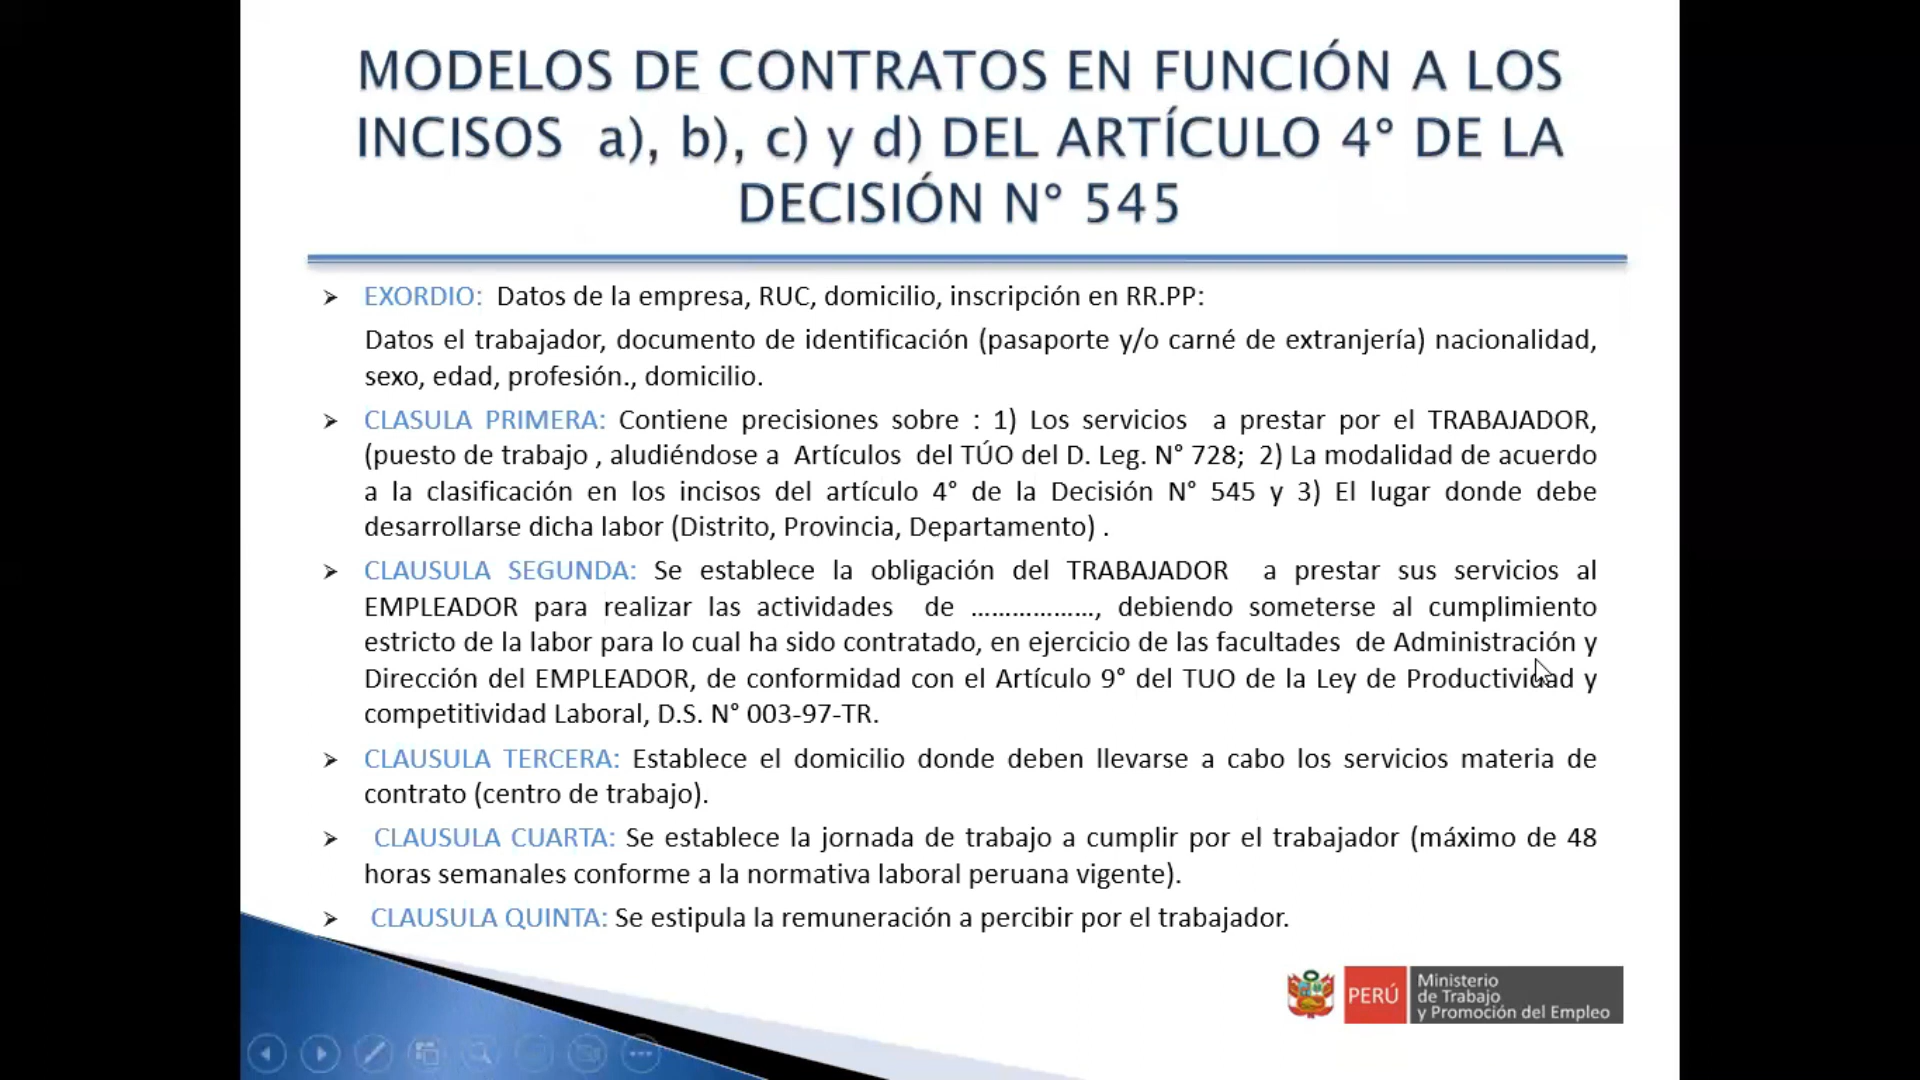 MODELOS DE CONTRATOS EN FUNCIÓN A LOS
INCISOS a), b), c) y d) DEL ARTÍCULO 4° DE LA
DECISIÓN N° 545
EXORDIO: Datos de la empresa, RUC, domicilio, inscripción en RR.PP:
Datos el trabajador, documento de identificación (pasaporte y/o carné de extranjería) nacionalidad,
sexo, edad, profesión., domicilio.
CLASULA PRIMERA: Contiene precisiones sobre : 1) Los servicios a prestar por el TRABAJADOR,
(puesto de trabajo , aludiéndose a Artículos del TÚO del D. Leg. N° 728; 2) La modalidad de acuerdo
a la clasificación en los incisos del artículo 4° de la Decisión N° 545 y 3) El lugar donde debe
desarrollarse dicha labor (Distrito, Provincia, Departamento) .
CLAUSULA SEGUNDA: Se establece la obligación del TRABAJADOR a prestar sus servicios al
EMPLEADOR para realizar las actividades de ………………, debiendo someterse al cumplimiento
estricto de la labor para lo cual ha sido contratado, en ejercicio de las facultades de Administración y
Dirección del EMPLEADOR, de conformidad con el Artículo 9° del TUO de la Ley de Productividad y
competitividad Laboral, D.S. N° 003-97-TR.
CLAUSULA TERCERA: Establece el domicilio donde deben llevarse a cabo los servicios materia de
contrato (centro de trabajo).
CLAUSULA CUARTA: Se establece la jornada de trabajo a cumplir por el trabajador (máximo de 48
horas semanales conforme a la normativa laboral peruana vigente).
CLAUSULA QUINTA: Se estipula la remuneración a percibir por el trabajador.
PERÚ
Ministerio
de Trabajo
y Promoción del Empleo